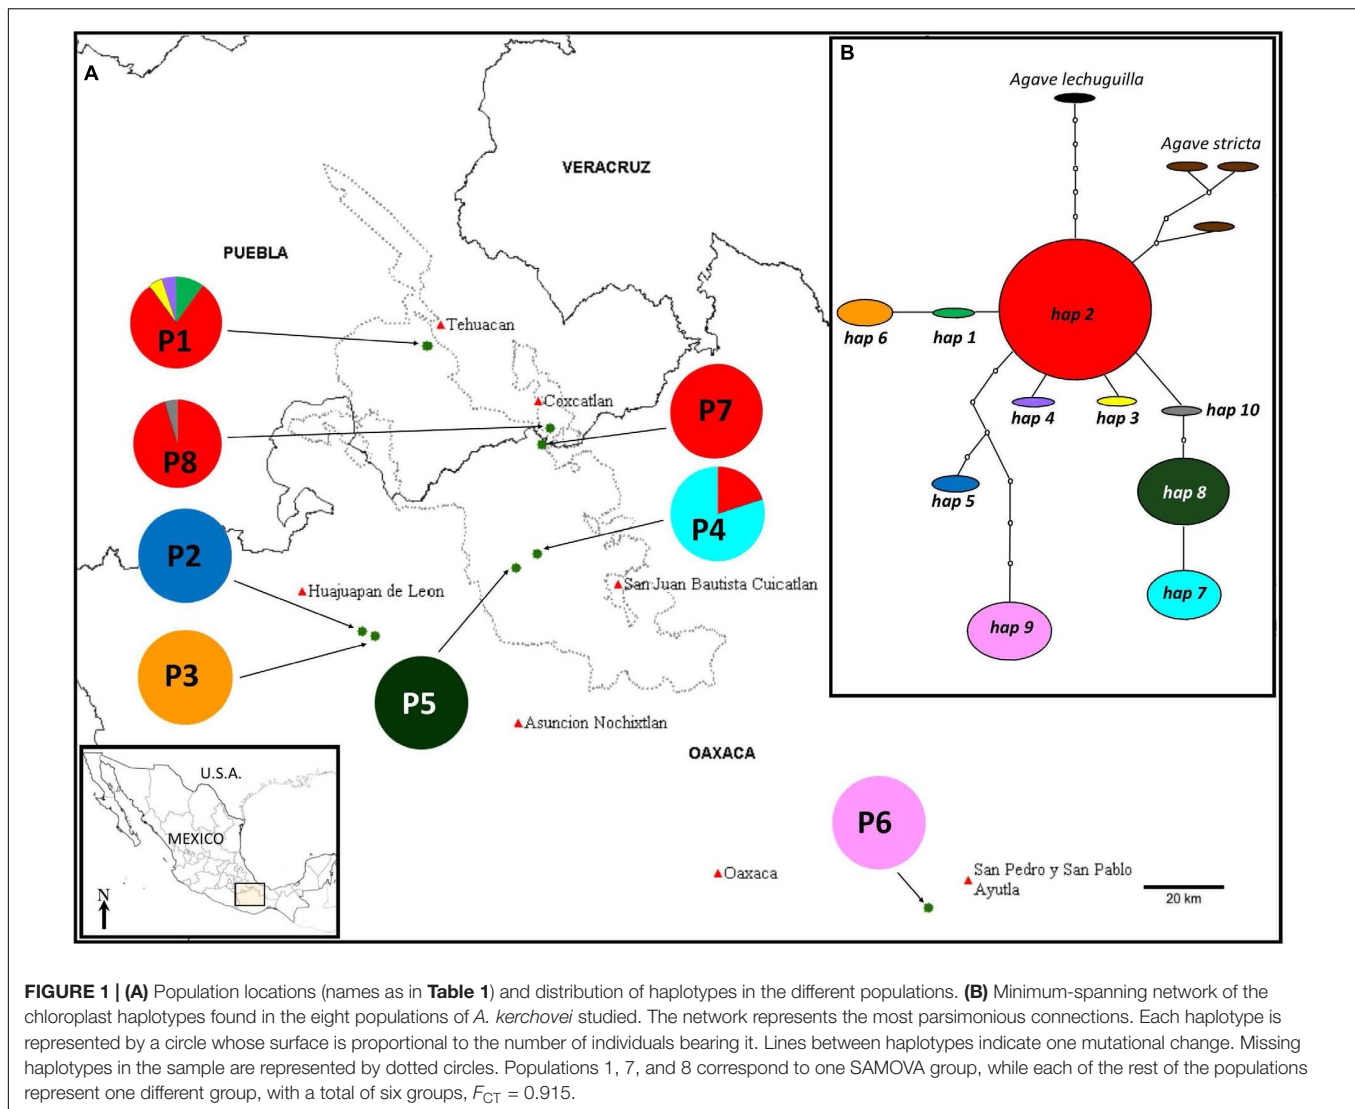 A
VERACRUZ
PUEBLA
P1
Tehuacan
Coxcatlan
P7
P8
P4
P2
San Juan Bautista Cuicatlan
Huajuapan de Leon
P3
P5
Asuncion Nochixtlan
OAXACA
U.S.A.
MEXICO
N
P6
Oaxaca
San Pedro y San Pablo
Ayutla
20 km
B
Agave lechuguilla
Agave stricta
hap 2
hap 6
hap 1
hap 4
hap 3
hap 10
hap 5
hap 8
hap 7
hap 9
FIGURE 1 | (A) Population locations (names as in Table 1) and distribution of haplotypes in the different populations. (B) Minimum-spanning network of the
chloroplast haplotypes found in the eight populations of A. kerchovei studied. The network represents the most parsimonious connections. Each haplotype is
represented by a circle whose surface is proportional to the number of individuals bearing it. Lines between haplotypes indicate one mutational change. Missing
haplotypes in the sample are represented by dotted circles. Populations 1, 7, and 8 correspond to one SAMOVA group, while each of the rest of the populations
represent one different group, with a total of six groups, FCT = 0.915.